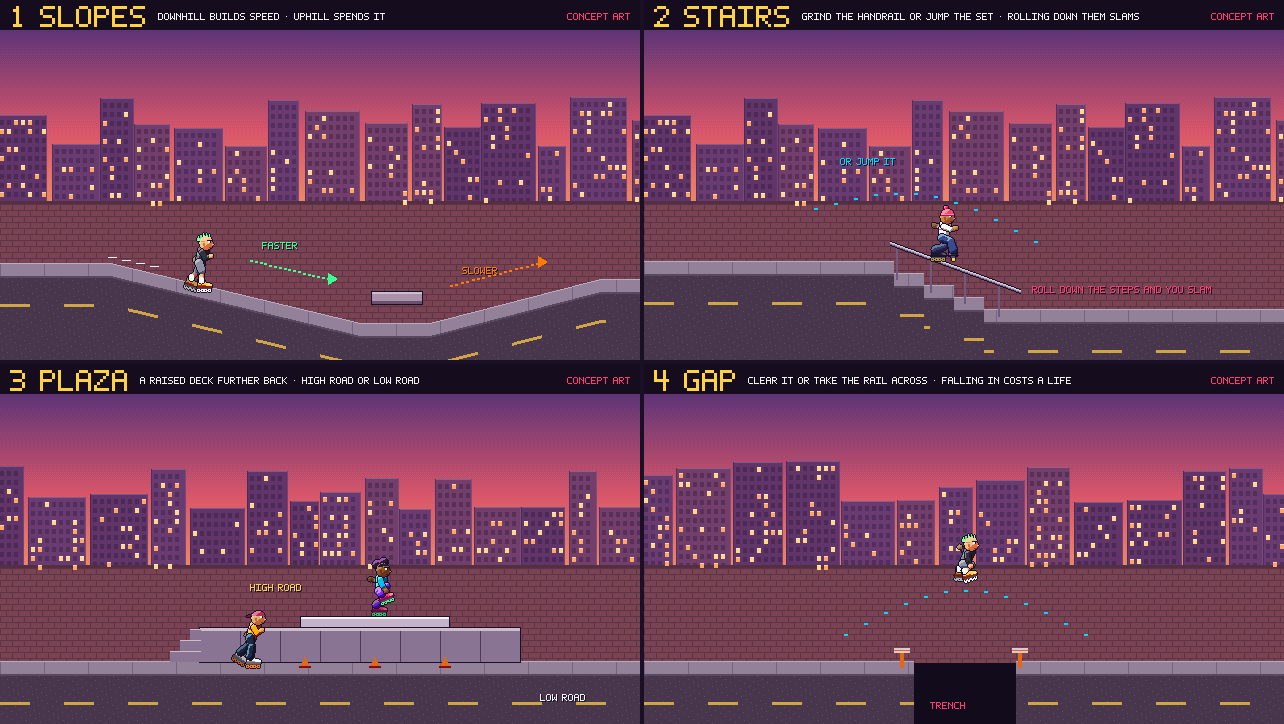 1 SLOPES DOWNHILL BUILDS SPEED · UPHILL SPENDS IT CONCEPT ART
FASTER
SLOWER
2 STAIRS GRIND THE HANDRAIL OR JUMP THE SET · ROLLING DOWN THEM SLAMS CONCEPT ART
OR JUMP IT
ROLL DOWN THE STEPS AND YOU SLAM
3 PLAZA A RAISED DECK FURTHER BACK · HIGH ROAD OR LOW ROAD CONCEPT ART
HIGH ROAD
LOW ROAD
4 GAP CLEAR IT OR TAKE THE RAIL ACROSS · FALLING IN COSTS A LIFE CONCEPT ART
TRENCH